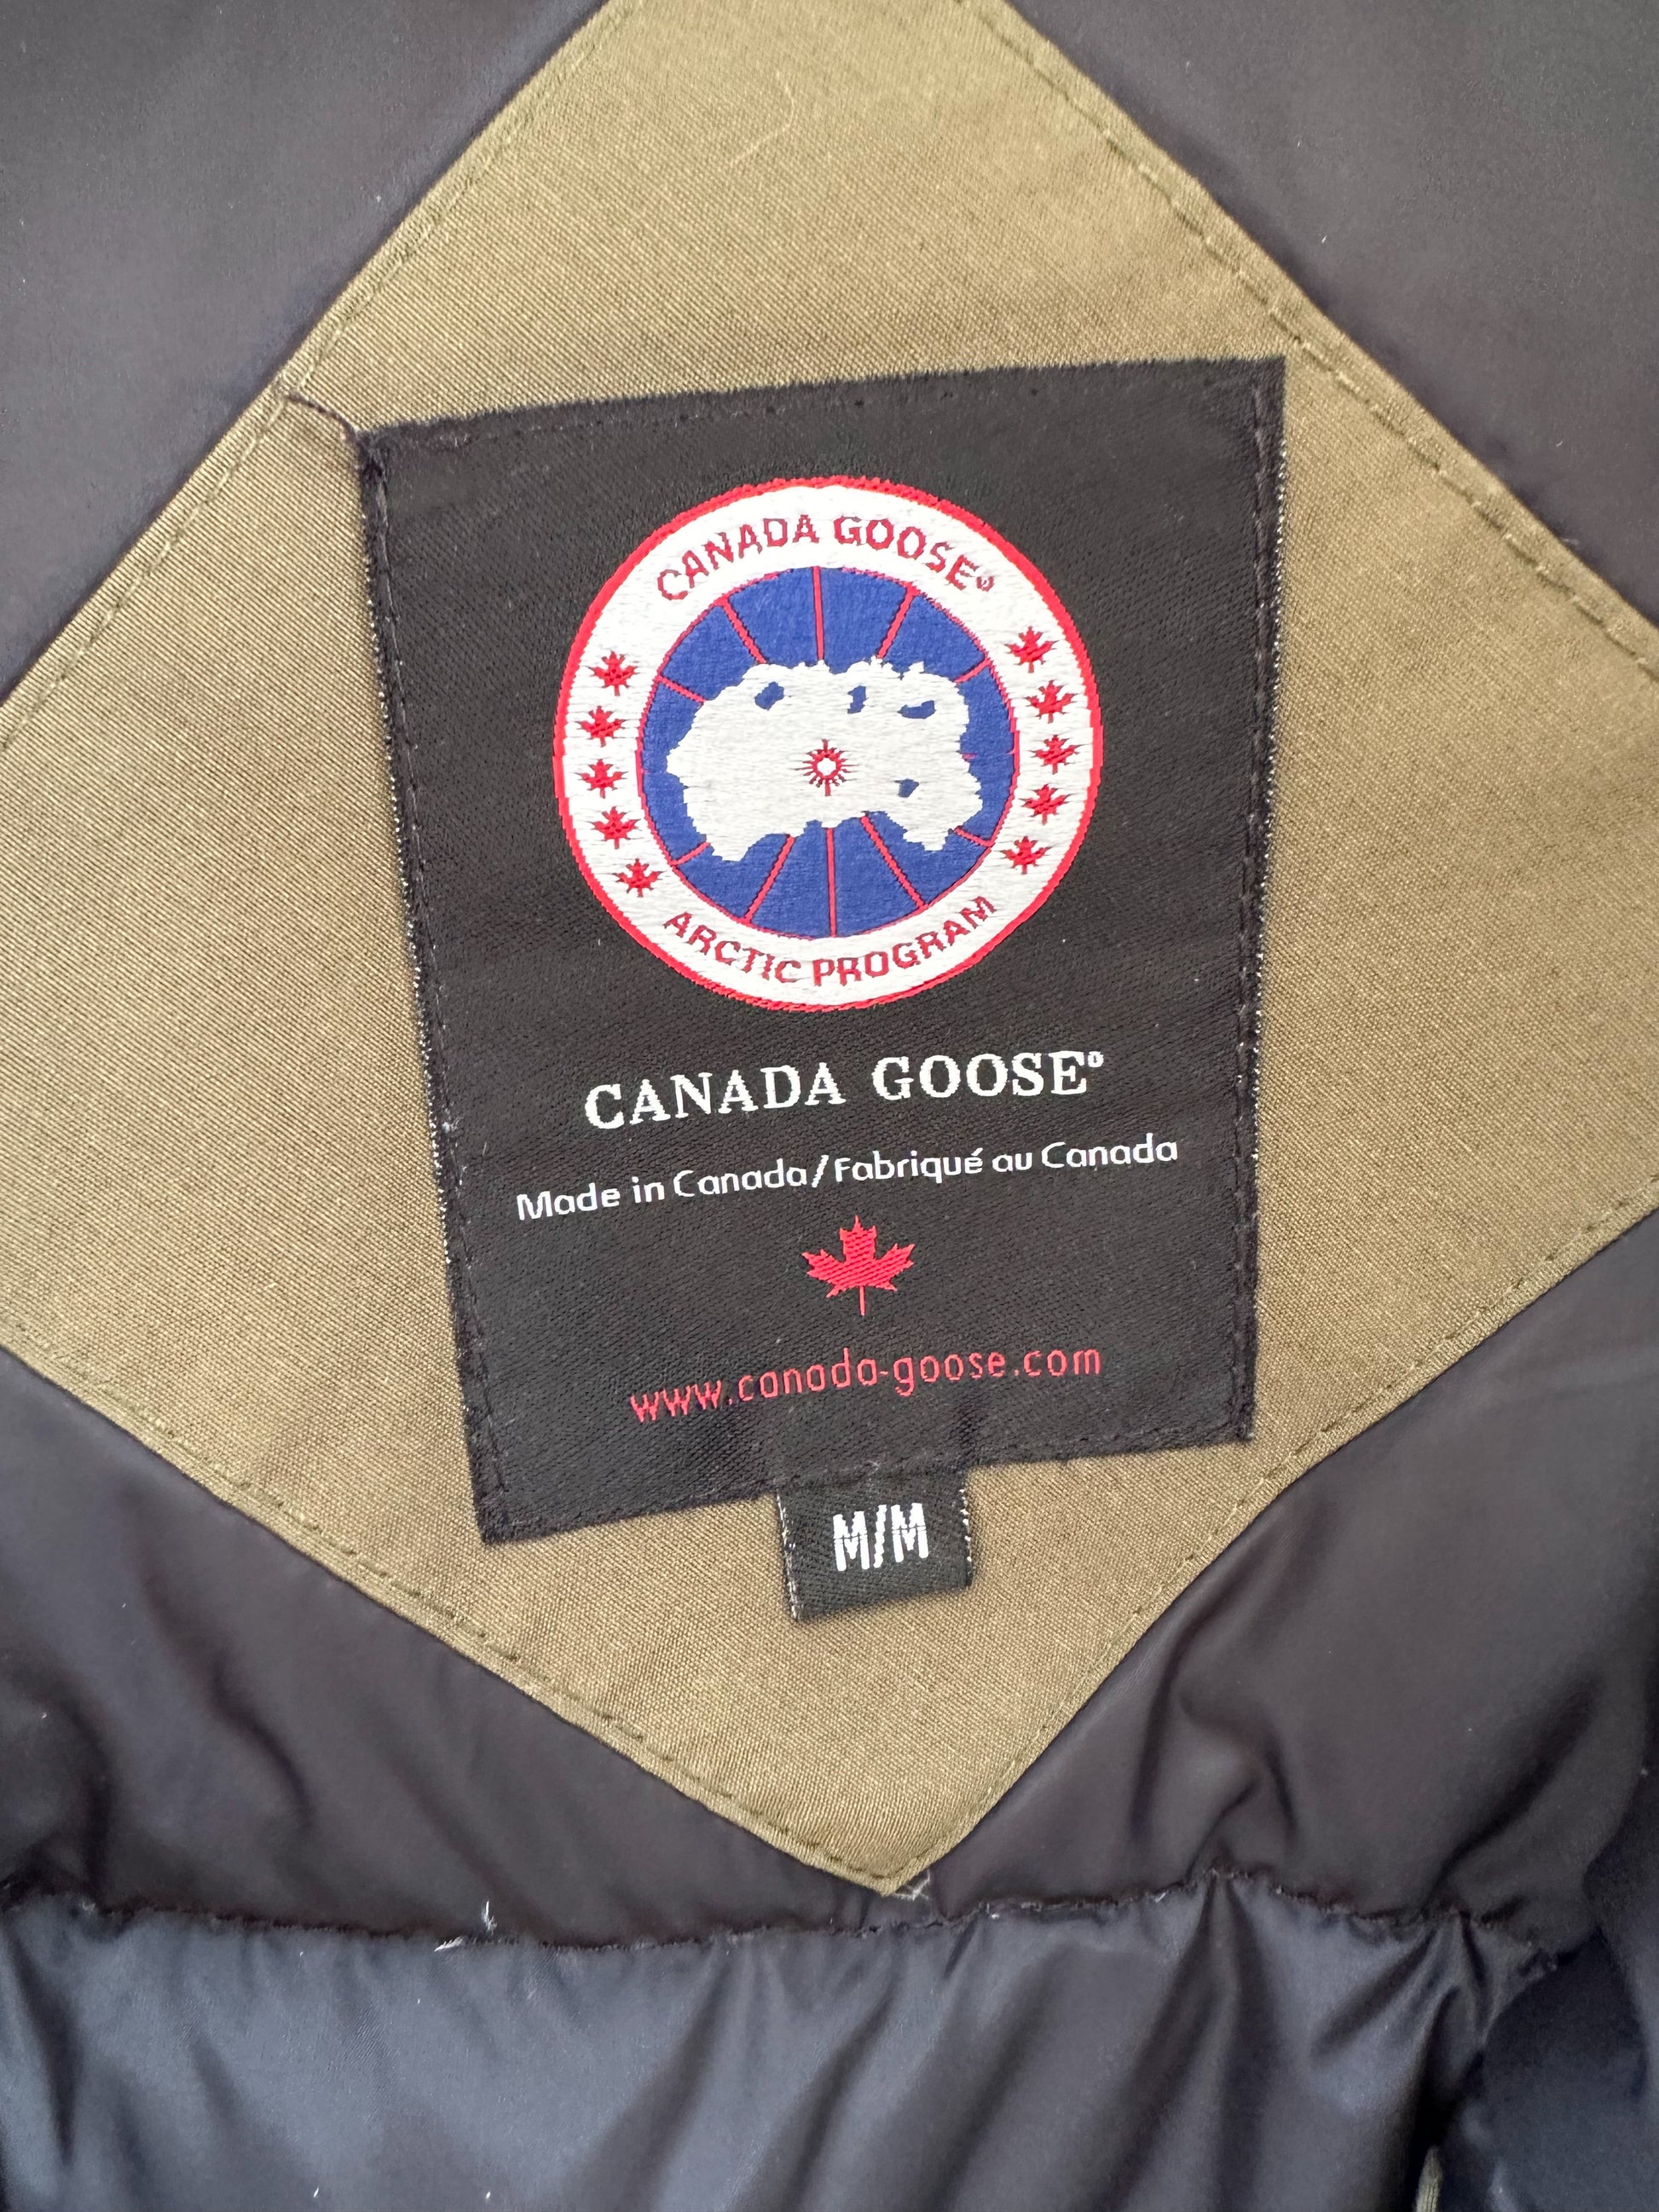 CANADA GOOSE®
ARCTIC PROGRAM
CANADA GOOSE®
Made in Canada/Fabriqué au Canada
www.canada-goose.com
M/M